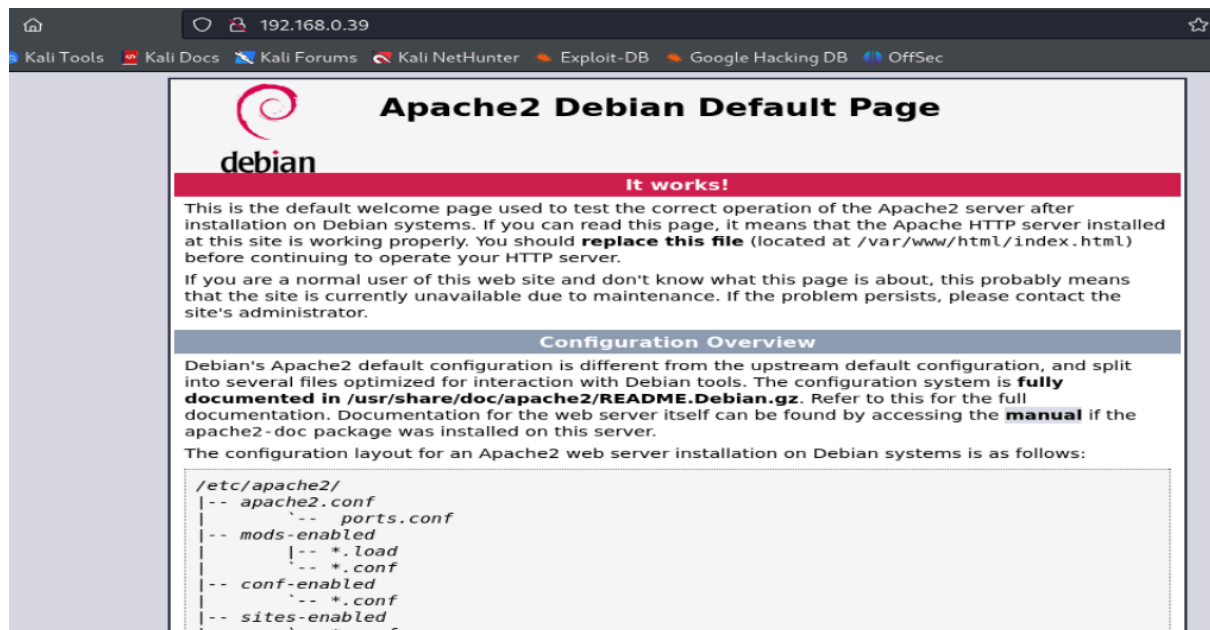 192.168.0.39
Kali Tools Kali Docs Kali Forums Kali NetHunter Exploit-DB Google Hacking DB OffSec
Apache2 Debian Default Page
debian
It works!
This is the default welcome page used to test the correct operation of the Apache2 server after
installation on Debian systems. If you can read this page, it means that the Apache HTTP server installed
at this site is working properly. You should replace this file (located at /var/www/html/index.html)
before continuing to operate your HTTP server.
If you are a normal user of this web site and don't know what this page is about, this probably means
that the site is currently unavailable due to maintenance. If the problem persists, please contact the
site's administrator.
Configuration Overview
Debian's Apache2 default configuration is different from the upstream default configuration, and split
into several files optimized for interaction with Debian tools. The configuration system is fully
documented in /usr/share/doc/apache2/README.Debian.gz. Refer to this for the full
documentation. Documentation for the web server itself can be found by accessing the manual if the
apache2-doc package was installed on this server.
The configuration layout for an Apache2 web server installation on Debian systems is as follows:
/etc/apache2/
|-- apache2.conf
|       `--  ports.conf
|-- mods-enabled
|       |-- *.load
|       `-- *.conf
|-- conf-enabled
|       `-- *.conf
|-- sites-enabled